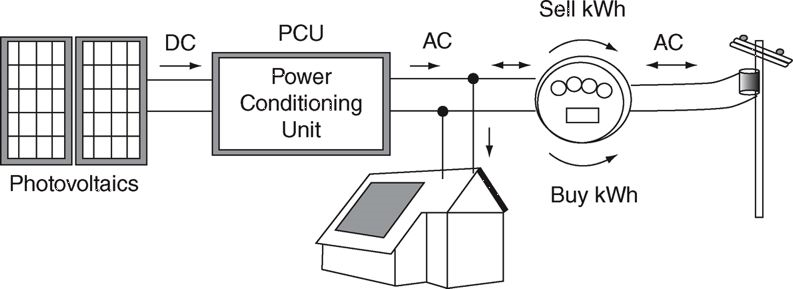 Sell kWh
DC
PCU
AC
AC
Power
Conditioning
Unit
Photovoltaics
Buy kWh